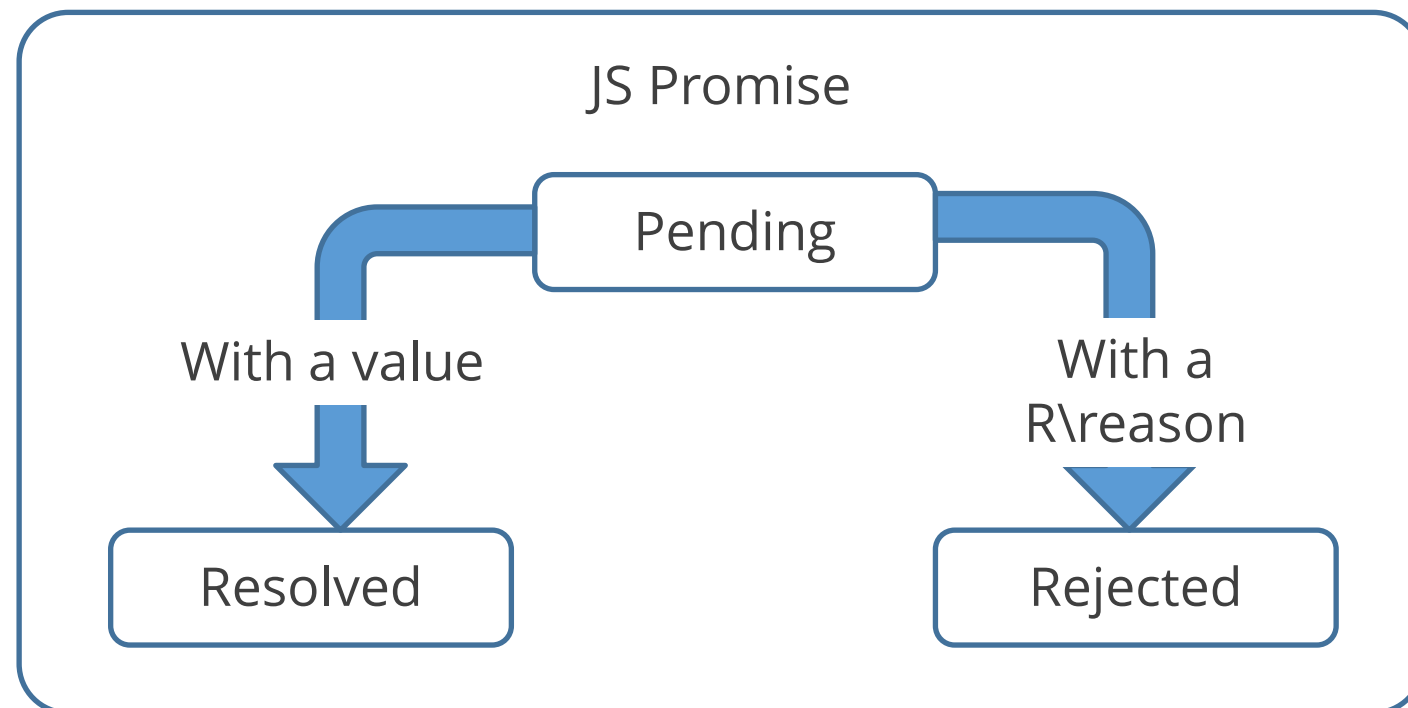 JS Promise
Pending
With a value
With a
R\reason
Resolved
Rejected